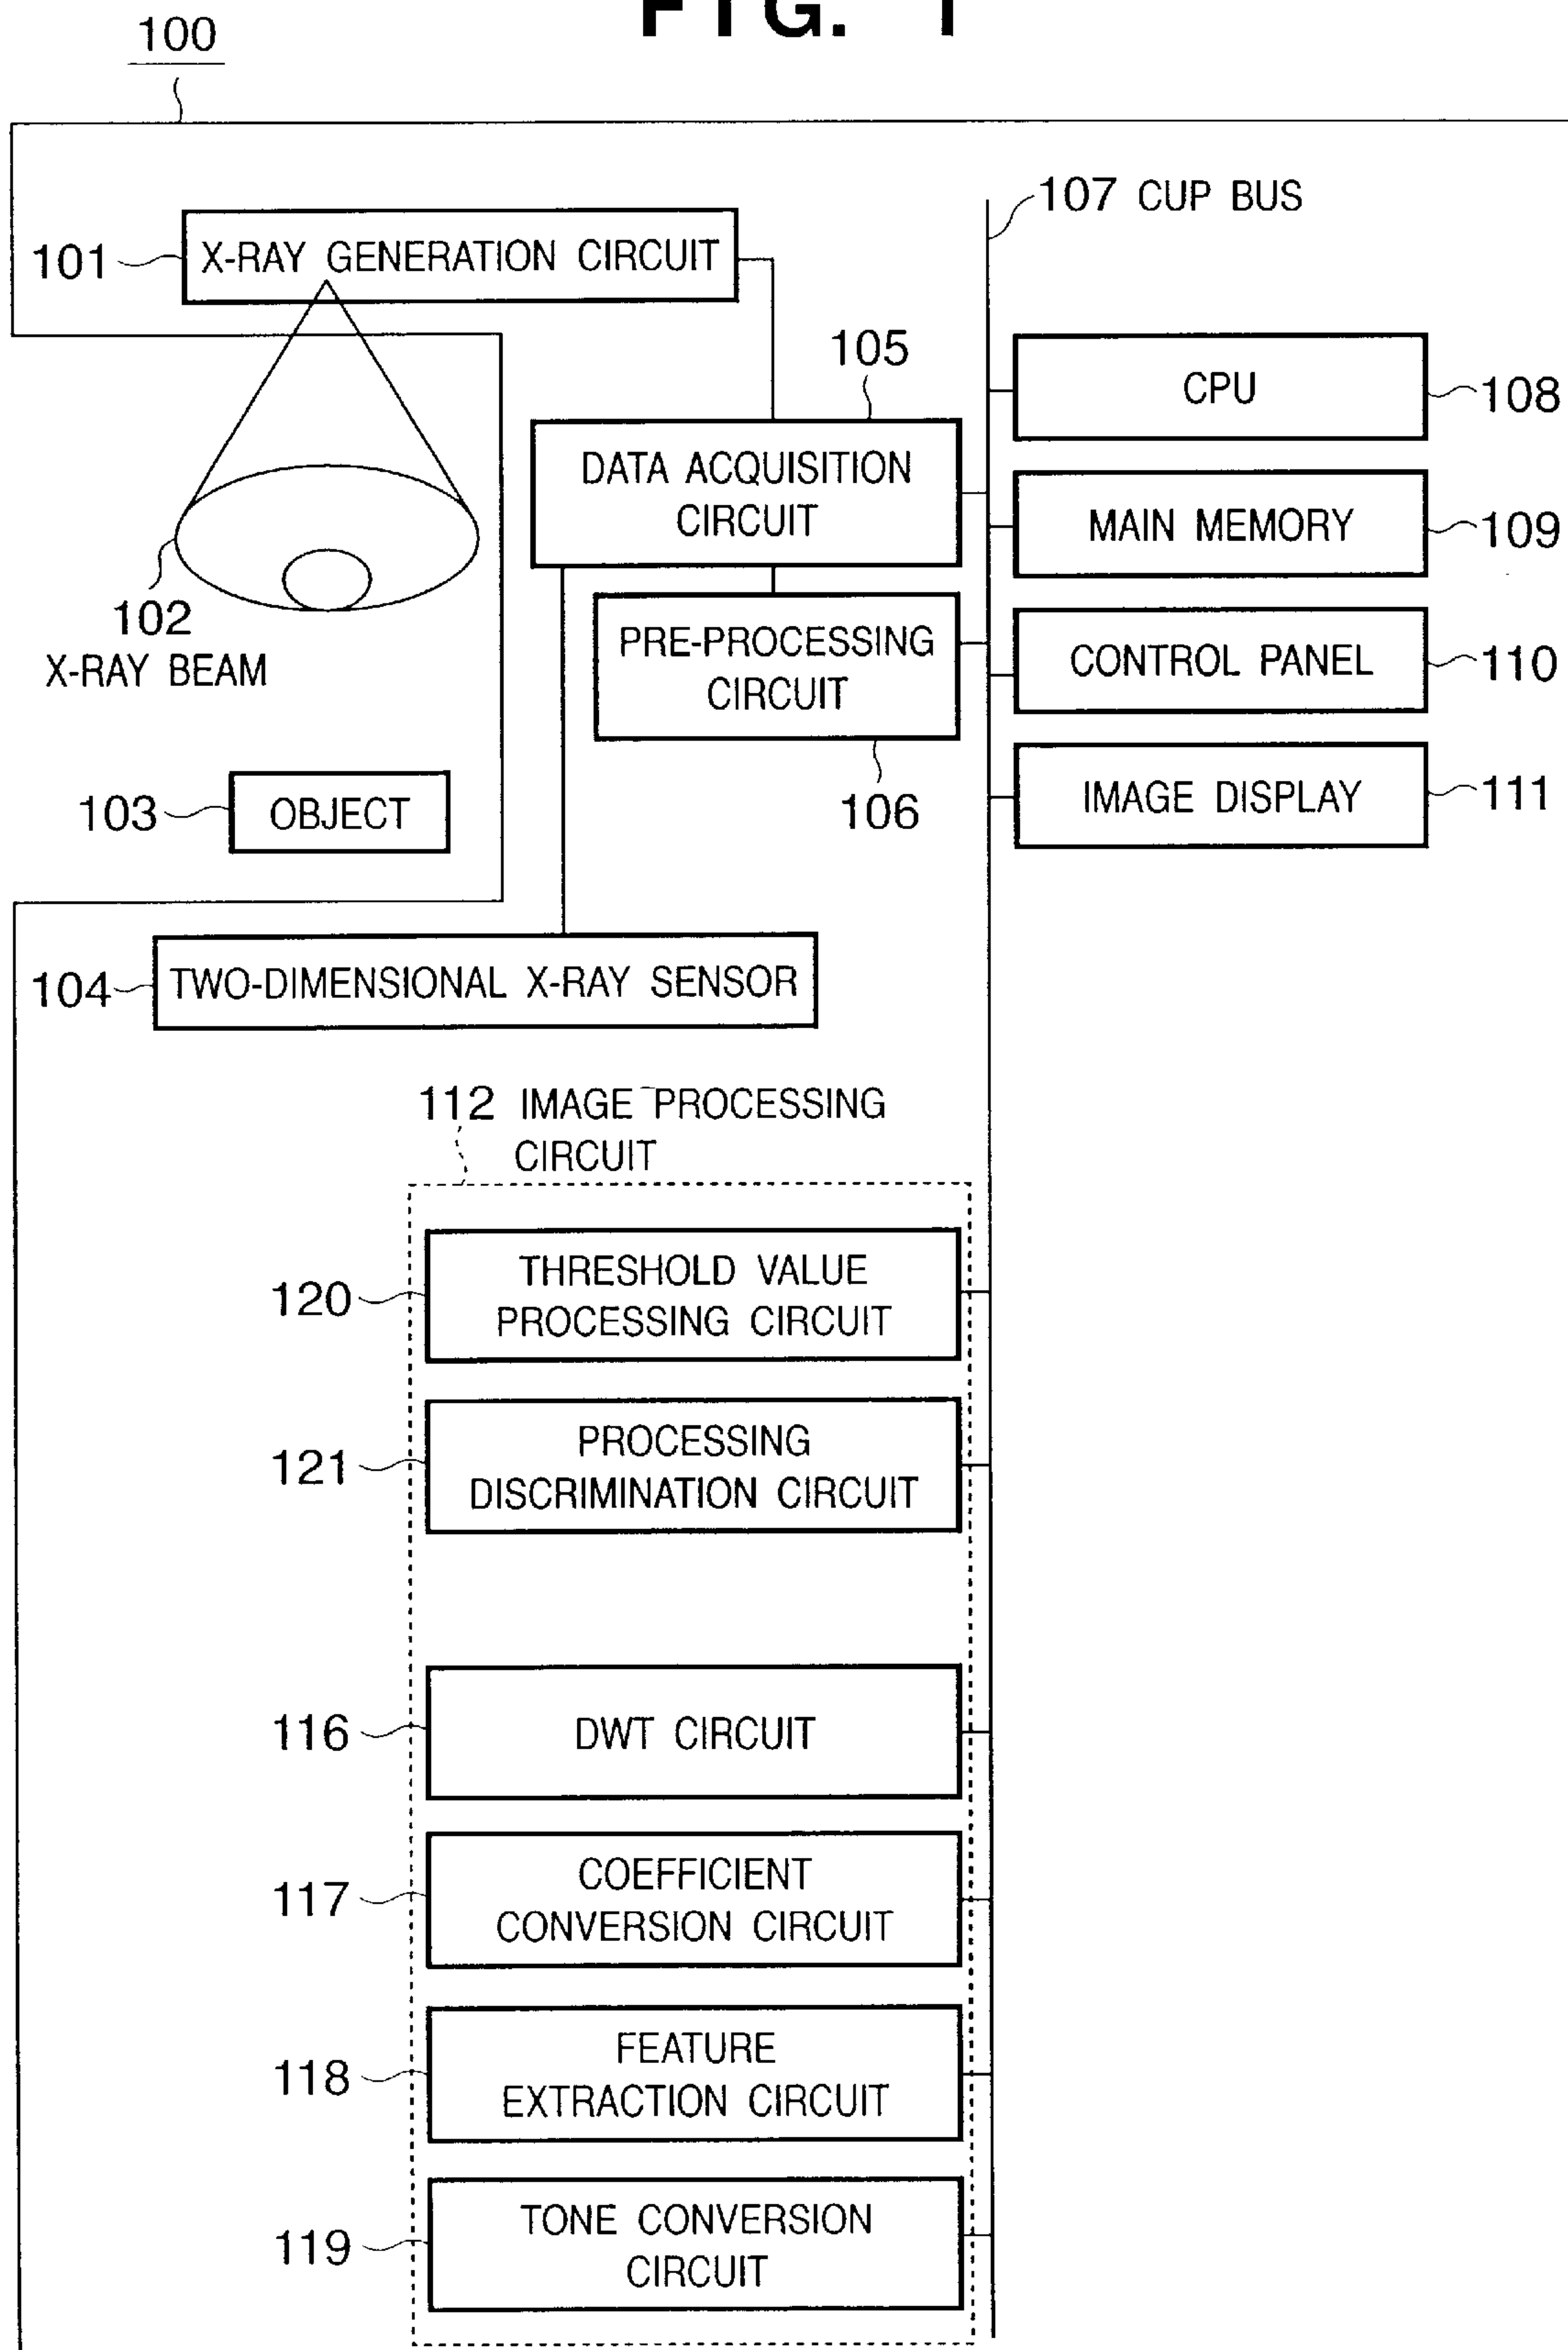 FIG. 1
100
107 CUP BUS
101
X-RAY GENERATION CIRCUIT
105
CPU
108
DATA ACQUISITION
CIRCUIT
MAIN MEMORY
109
102
X-RAY BEAM
PRE-PROCESSING
CIRCUIT
CONTROL PANEL
110
103
OBJECT
106
IMAGE DISPLAY
111
104
TWO-DIMENSIONAL X-RAY SENSOR
112 IMAGE PROCESSING
CIRCUIT
120
THRESHOLD VALUE
PROCESSING CIRCUIT
121
PROCESSING
DISCRIMINATION CIRCUIT
116
DWT CIRCUIT
117
COEFFICIENT
CONVERSION CIRCUIT
118
FEATURE
EXTRACTION CIRCUIT
119
TONE CONVERSION
CIRCUIT